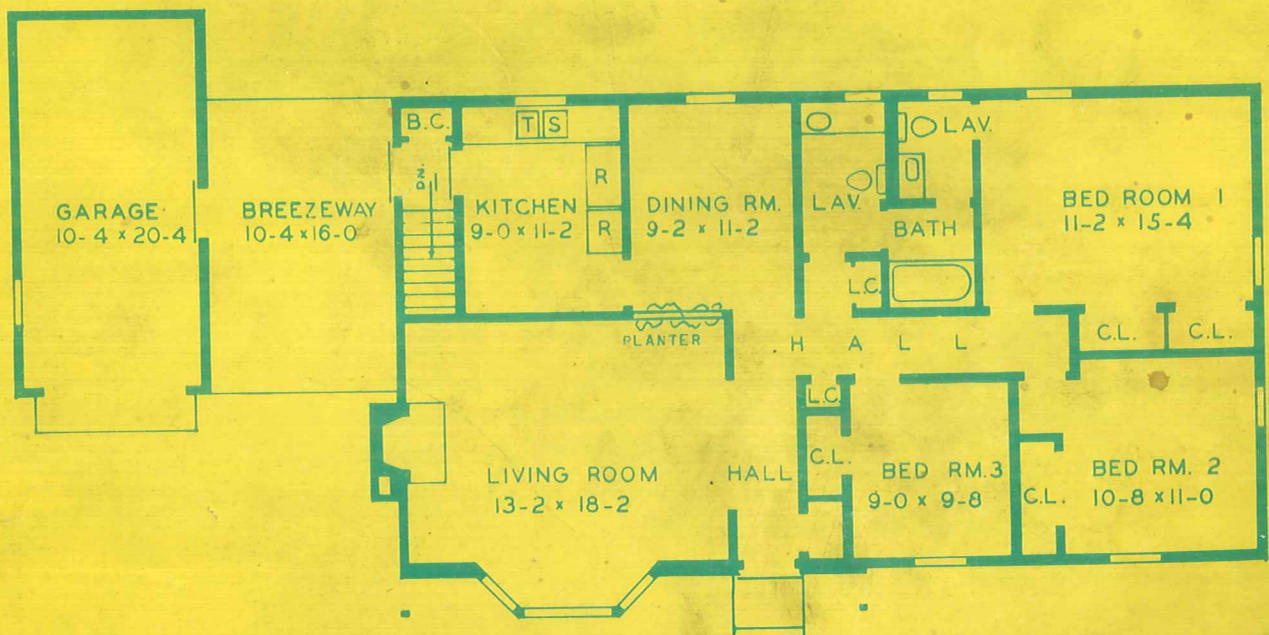 GARAGE
10-4 x 20-4
BREEZEWAY
10-4 x 16-0
B.C.
DN.
T S
KITCHEN
9-0 x 11-2
R
R
DINING RM.
9-2 x 11-2
LAV.
LAV.
BATH
L.C.
BED ROOM 1
11-2 x 15-4
C.L.
C.L.
PLANTER
HALL
L.C.
LIVING ROOM
13-2 x 18-2
HALL
C.L.
BED RM. 3
9-0 x 9-8
C.L.
BED RM. 2
10-8 x 11-0